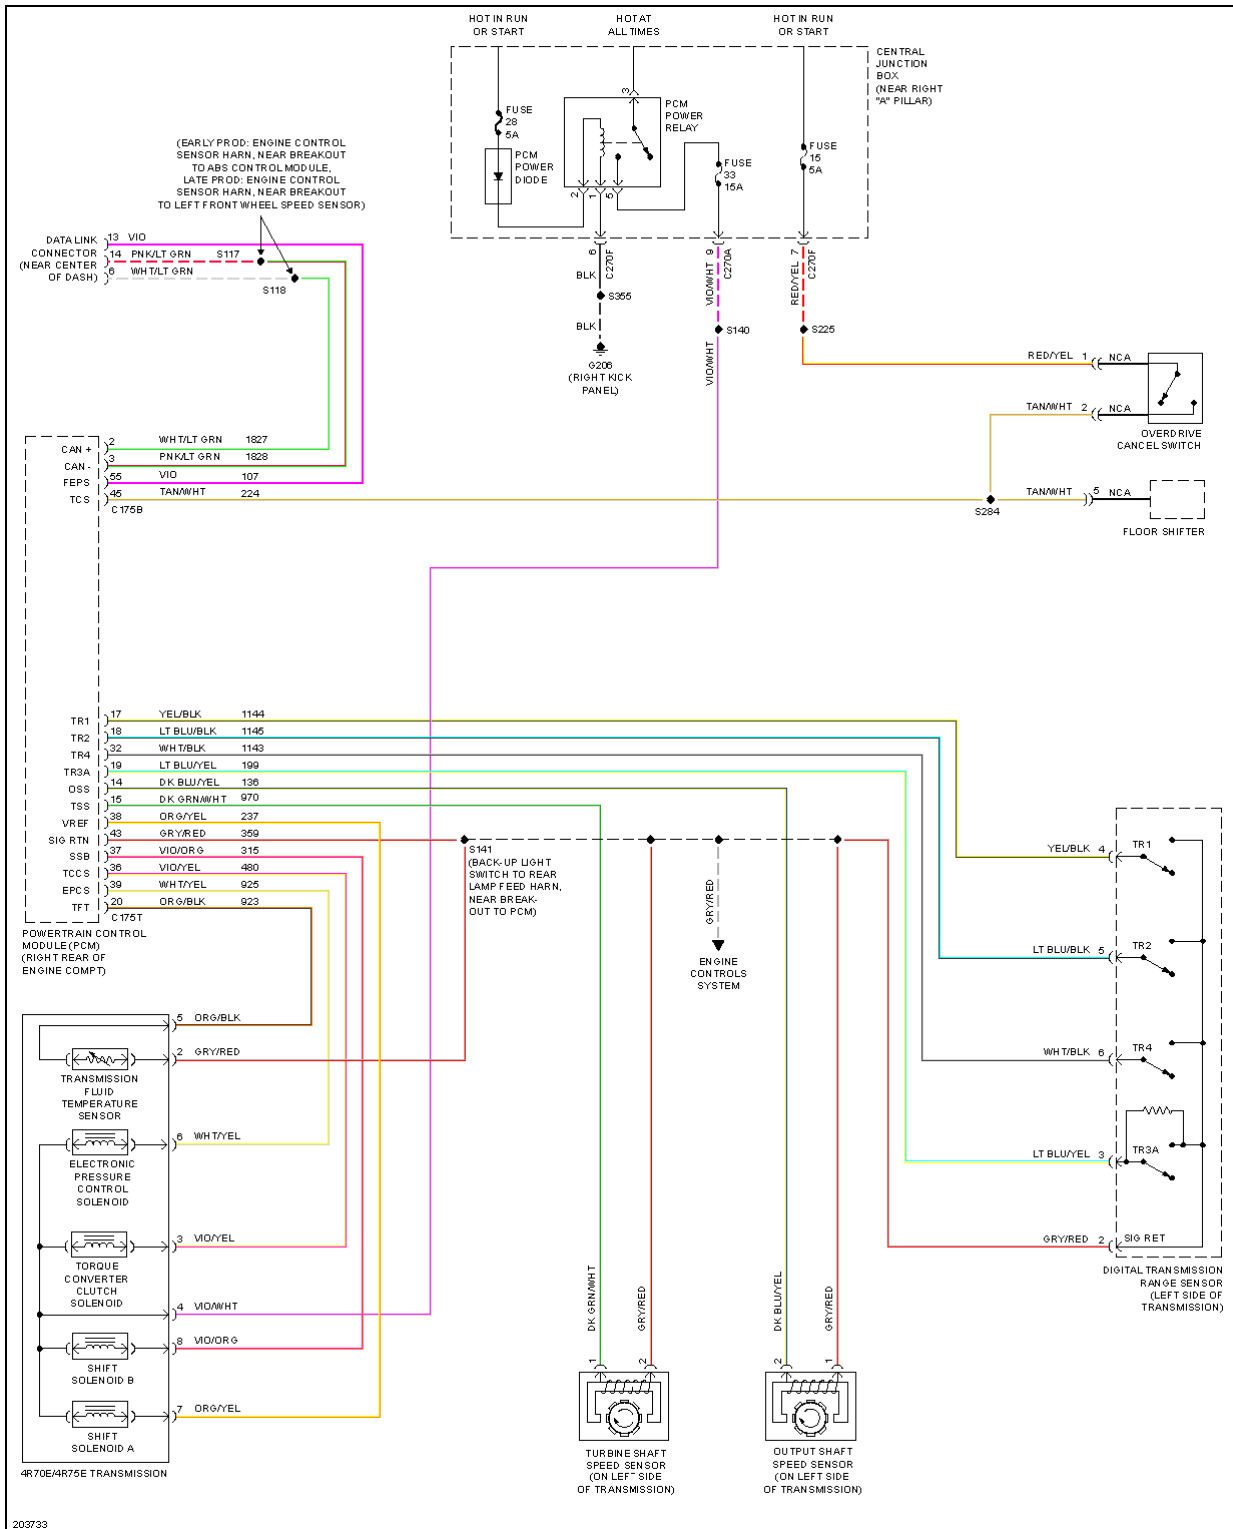 HOT IN RUN
OR START
HOT AT
ALL TIMES
HOT IN RUN
OR START
CENTRAL
JUNCTION
BOX
(NEAR RIGHT
"A" PILLAR)
FUSE
28
5A
PCM
POWER
DIODE
3
PCM
POWER
RELAY
2
1
5
FUSE
33
15A
FUSE
15
5A
(EARLY PROD: ENGINE CONTROL
SENSOR HARN, NEAR BREAKOUT
TO ABS CONTROL MODULE,
LATE PROD: ENGINE CONTROL
SENSOR HARN, NEAR BREAKOUT
TO LEFT FRONT WHEEL SPEED SENSOR)
DATA LINK
CONNECTOR
(NEAR CENTER
OF DASH)
13 VIO
14 PNK/LT GRN S117
6 WHT/LT GRN
S118
6
C270F
BLK
S355
BLK
G206
(RIGHT KICK
PANEL)
9
C270A
VIO/WHT
S140
VIO/WHT
7
C270F
RED/YEL
S225
RED/YEL 1 NCA
TAN/WHT 2 NCA
OVERDRIVE
CANCEL SWITCH
TAN/WHT 5 NCA
S284
FLOOR SHIFTER
CAN + 2 WHT/LT GRN 1827
CAN - 3 PNK/LT GRN 1828
FEPS 55 VIO 107
TCS 45 TAN/WHT 224
C175B
TR1 17 YEL/BLK 1144
TR2 18 LT BLU/BLK 1145
TR4 32 WHT/BLK 1143
TR3A 19 LT BLU/YEL 199
OSS 14 DK BLU/YEL 136
TSS 15 DK GRN/WHT 970
VREF 38 ORG/YEL 237
SIG RTN 43 GRY/RED 359
SSB 37 VIO/ORG 315
TCCS 36 VIO/YEL 480
EPCS 39 WHT/YEL 925
TFT 20 ORG/BLK 923
C175T
POWERTRAIN CONTROL
MODULE (PCM)
(RIGHT REAR OF
ENGINE COMPT)
S141
(BACK-UP LIGHT
SWITCH TO REAR
LAMP FEED HARN,
NEAR BREAK-
OUT TO PCM)
GRY/RED
ENGINE
CONTROLS
SYSTEM
YEL/BLK 4 TR1
LT BLU/BLK 5 TR2
WHT/BLK 6 TR4
LT BLU/YEL 3 TR3A
GRY/RED 2 SIG RET
DIGITAL TRANSMISSION
RANGE SENSOR
(LEFT SIDE OF
TRANSMISSION)
5 ORG/BLK
2 GRY/RED
TRANSMISSION
FLUID
TEMPERATURE
SENSOR
6 WHT/YEL
ELECTRONIC
PRESSURE
CONTROL
SOLENOID
3 VIO/YEL
TORQUE
CONVERTER
CLUTCH
SOLENOID
4 VIO/WHT
8 VIO/ORG
SHIFT
SOLENOID B
7 ORG/YEL
SHIFT
SOLENOID A
4R70E/4R75E TRANSMISSION
DK GRN/WHT
1
GRY/RED
2
TURBINE SHAFT
SPEED SENSOR
(ON LEFT SIDE
OF TRANSMISSION)
DK BLU/YEL
2
GRY/RED
1
OUTPUT SHAFT
SPEED SENSOR
(ON LEFT SIDE
OF TRANSMISSION)
203733